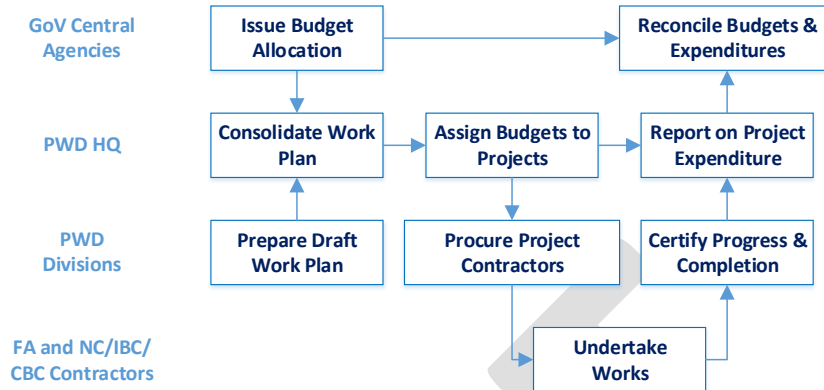 GoV Central
Agencies
Issue Budget
Allocation
Reconcile Budgets &
Expenditures
PWD HQ
Consolidate Work
Plan
Assign Budgets to
Projects
Report on Project
Expenditure
PWD
Divisions
Prepare Draft
Work Plan
Procure Project
Contractors
Certify Progress &
Completion
FA and NC/IBC/
CBC Contractors
Undertake
Works